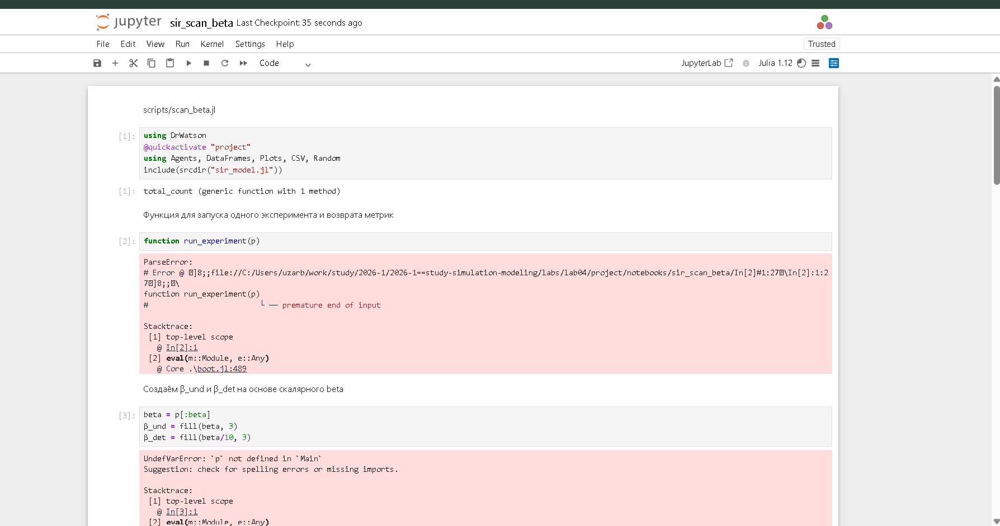 jupyter sir_scan_beta Last Checkpoint: 35 seconds ago
File Edit View Run Kernel Settings Help
Trusted
Code
JupyterLab
Julia 1.12
scripts/scan_beta.jl
[1]: using DrWatson
@quickactivate "project"
using Agents, DataFrames, Plots, CSV, Random
include(srcdir("sir_model.jl"))
[1]: total_count (generic function with 1 method)
Функция для запуска одного эксперимента и возврата метрик
[2]: function run_experiment(p)
ParseError:
# Error @ ]8;;file://C:/Users/uzarb/work/study/2026-1/2026-1==study-simulation-modeling/labs/lab04/project/notebooks/sir_scan_beta/In[2]#1:27\In[2]:1:2
7]8;;\
function run_experiment(p)
# └ ── premature end of input
Stacktrace:
[1] top-level scope
@ In[2]:1
[2] eval(m::Module, e::Any)
@ Core .\boot.jl:489
Создаём β_und и β_det на основе скалярного beta
[3]: beta = p[:beta]
β_und = fill(beta, 3)
β_det = fill(beta/10, 3)
UndefVarError: `p` not defined in `Main`
Suggestion: check for spelling errors or missing imports.
Stacktrace:
[1] top-level scope
@ In[3]:1
[2] eval(m::Module, e::Any)